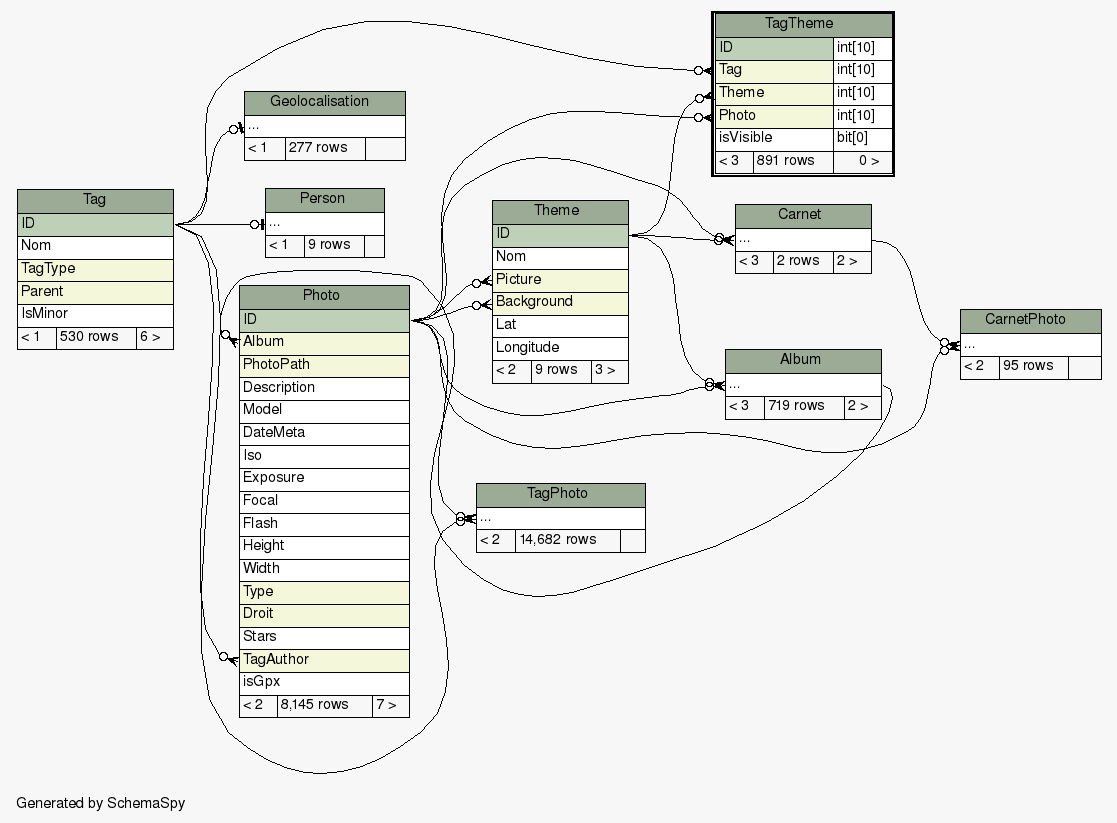 TagTheme
ID int[10]
Tag int[10]
Theme int[10]
Photo int[10]
isVisible bit[0]
< 3 891 rows 0 >
Geolocalisation
...
< 1 277 rows
Tag
ID
Nom
TagType
Parent
IsMinor
< 1 530 rows 6 >
Person
...
< 1 9 rows
Theme
ID
Nom
Picture
Background
Lat
Longitude
< 2 9 rows 3 >
Carnet
...
< 3 2 rows 2 >
Photo
ID
Album
PhotoPath
Description
Model
DateMeta
Iso
Exposure
Focal
Flash
Height
Width
Type
Droit
Stars
TagAuthor
isGpx
< 2 8,145 rows 7 >
CarnetPhoto
...
< 2 95 rows
Album
...
< 3 719 rows 2 >
TagPhoto
...
< 2 14,682 rows
Generated by SchemaSpy